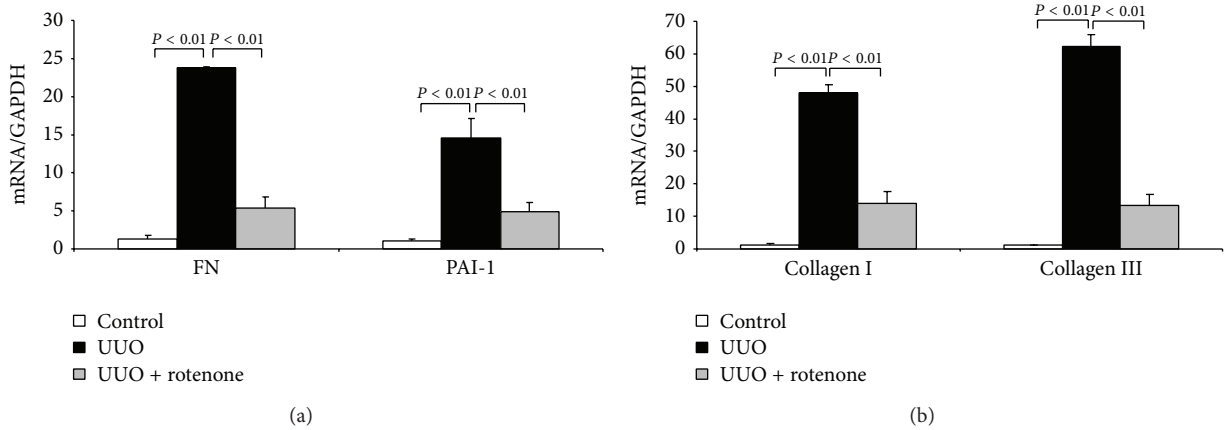 30
25
20
15
10
5
0
mRNA/GAPDH
P < 0.01 P < 0.01
P < 0.01 P < 0.01
FN PAI-1
Control
UUO
UUO + rotenone
(a)
70
60
50
40
30
20
10
0
mRNA/GAPDH
P < 0.01 P < 0.01
P < 0.01 P < 0.01
Collagen I Collagen III
Control
UUO
UUO + rotenone
(b)